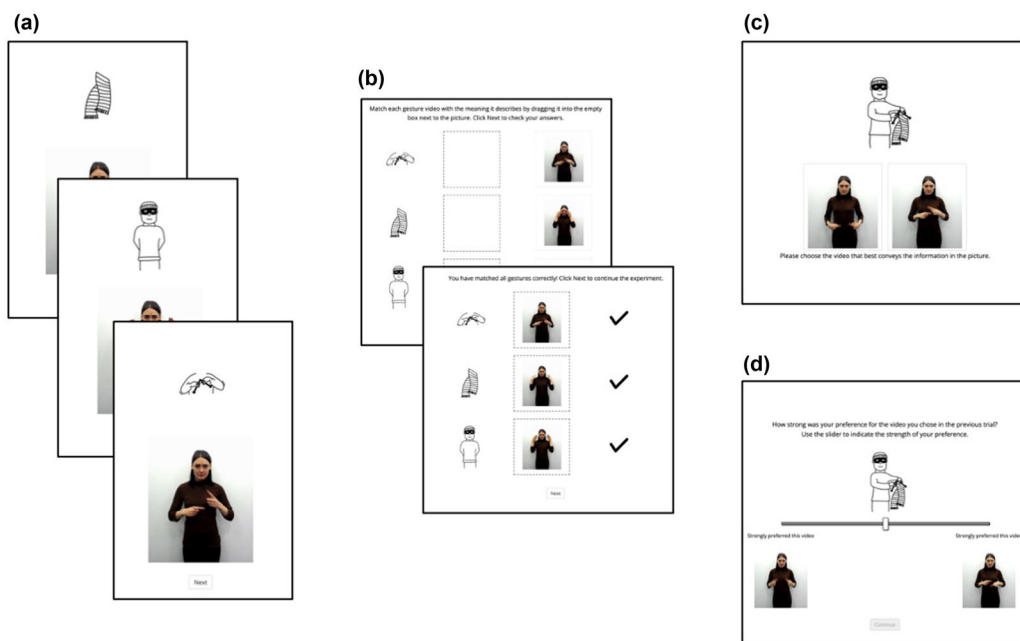 (a)
Next
(b)
Match each gesture video with the meaning it describes by dragging it into the empty
box next to the picture. Click Next to check your answers.
You have matched all gestures correctly! Click Next to continue the experiment.
Next
(c)
Please choose the video that best conveys the information in the picture.
(d)
How strong was your preference for the video you chose in the previous trial?
Use the slider to indicate the strength of your preference.
Strongly preferred this video
Strongly preferred this video
Continue